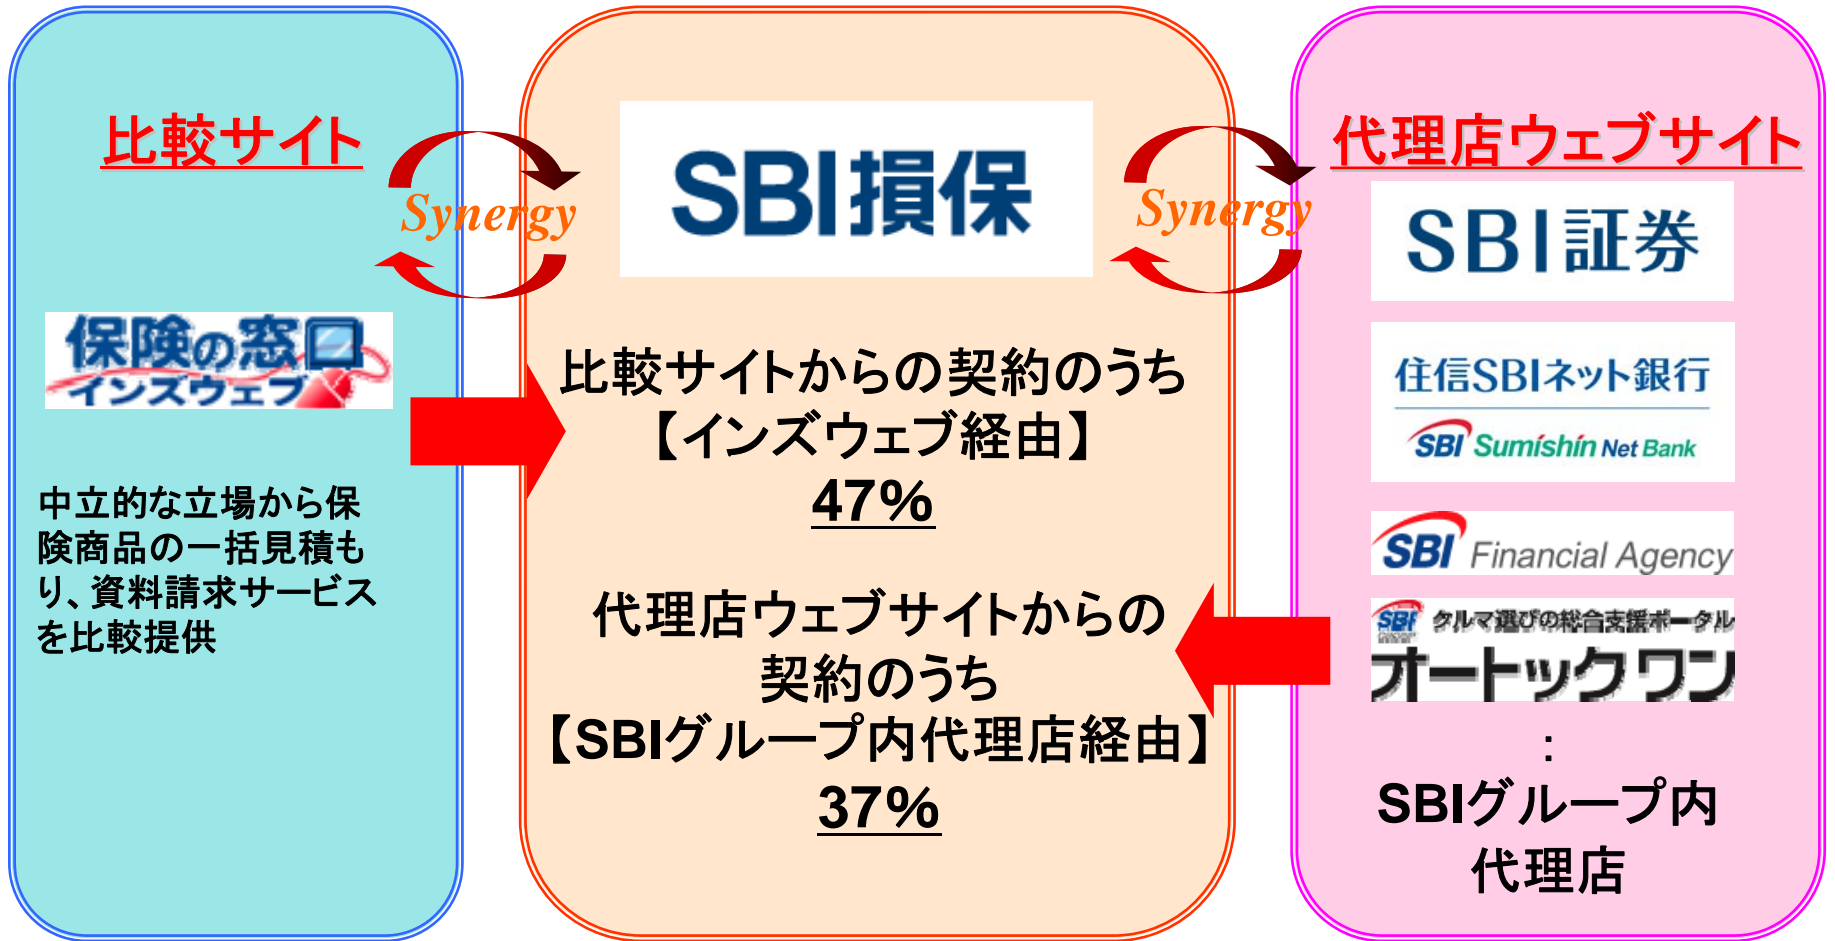 比較サイト
Synergy
保険の窓口
インズウェブ
中立的な立場から保
険商品の一括見積も
り、資料請求サービス
を比較提供
SBI損保
比較サイトからの契約のうち
【インズウェブ経由】
47%
代理店ウェブサイトからの
契約のうち
【SBIグループ内代理店経由】
37%
Synergy
代理店ウェブサイト
SBI証券
住信SBIネット銀行
SBI Sumishin Net Bank
SBI Financial Agency
SBI クルマ選びの総合支援ポータル
オートックワン
：
SBIグループ内
代理店